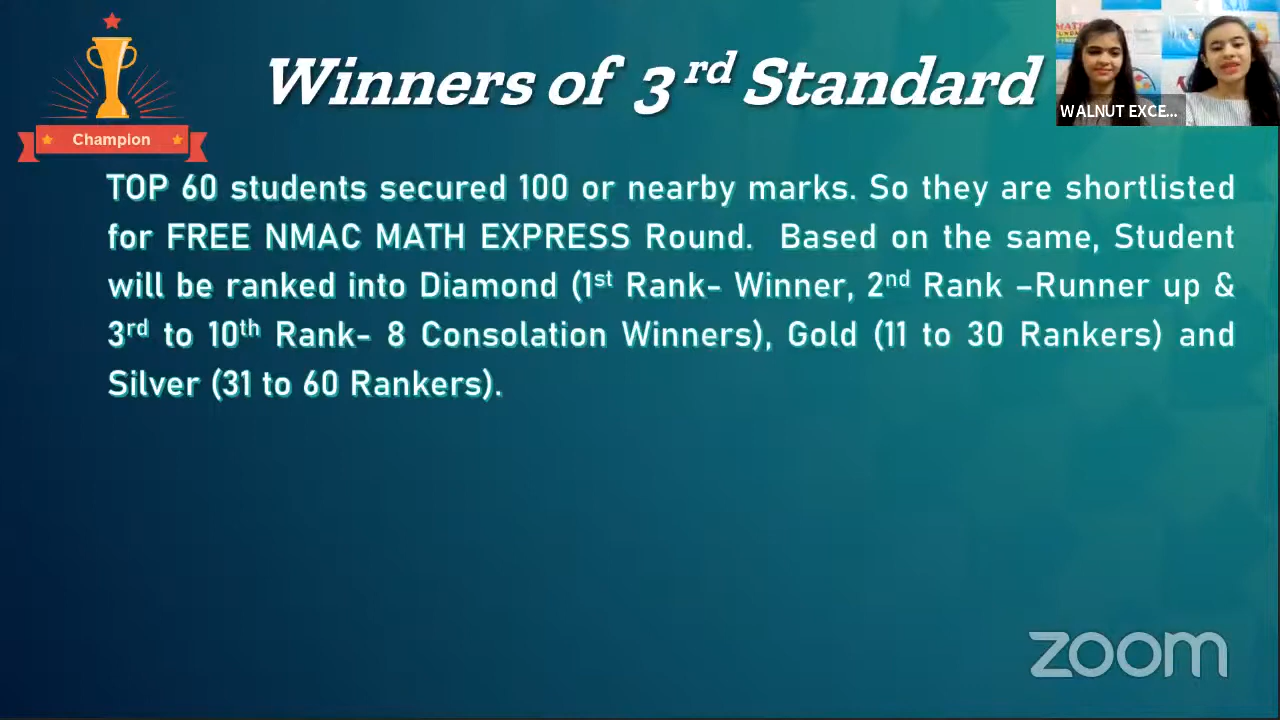 Winners of 3rd Standard
Champion
WALNUT EXCE...
TOP 60 students secured 100 or nearby marks. So they are shortlisted
for FREE NMAC MATH EXPRESS Round. Based on the same, Student
will be ranked into Diamond (1st Rank- Winner, 2nd Rank –Runner up &
3rd to 10th Rank- 8 Consolation Winners), Gold (11 to 30 Rankers) and
Silver (31 to 60 Rankers).
zoom